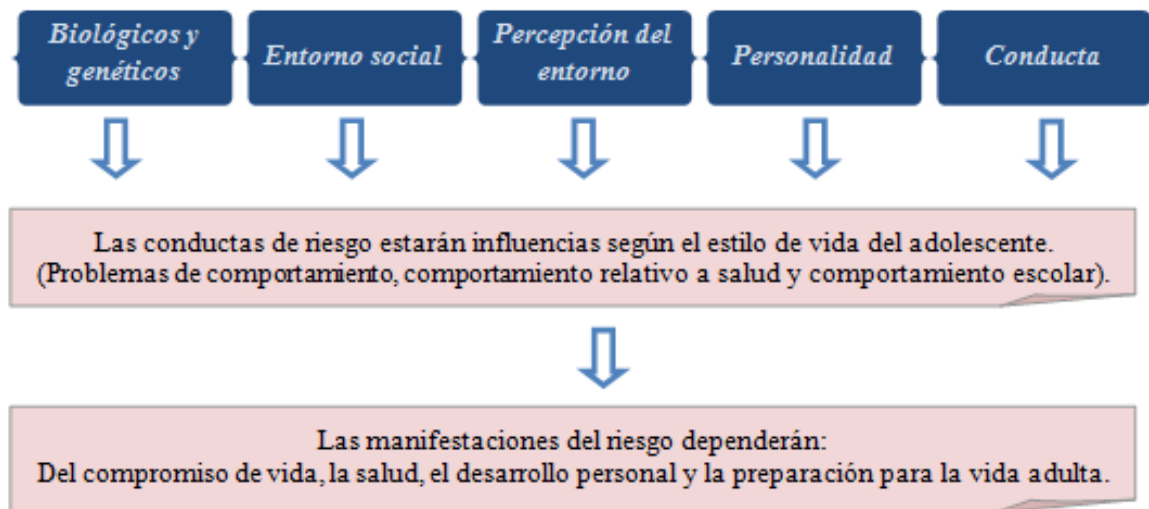 Biológicos y
genéticos
Entorno social
Percepción del
entorno
Personalidad
Conducta
Las conductas de riesgo estarán influencias según el estilo de vida del adolescente.
(Problemas de comportamiento, comportamiento relativo a salud y comportamiento escolar).
Las manifestaciones del riesgo dependerán:
Del compromiso de vida, la salud, el desarrollo personal y la preparación para la vida adulta.